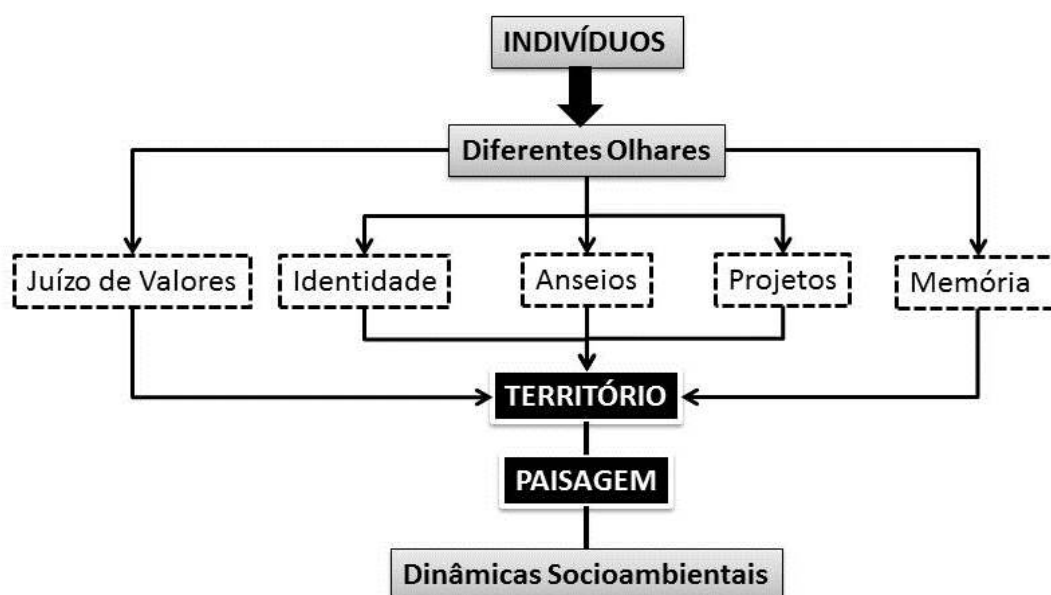 INDIVÍDUOS
Diferentes Olhares
Juízo de Valores
Identidade
Anseios
Projetos
Memória
TERRITÓRIO
PAISAGEM
Dinâmicas Socioambientais